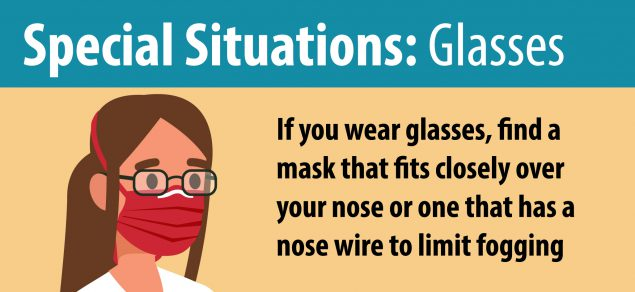 Special Situations: Glasses
If you wear glasses, find a
mask that fits closely over
your nose or one that has a
nose wire to limit fogging